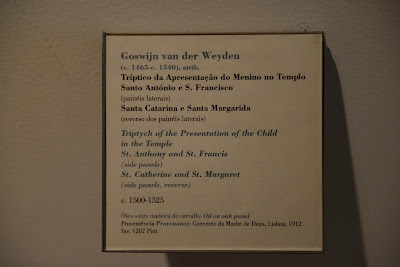 Goswijn van der Weyden
(c. 1465-c. 1540), atrib.
Tríptico da Apresentação do Menino no Templo
Santo António e S. Francisco
(painéis laterais)
Santa Catarina e Santa Margarida
(reverso dos painéis laterais)
Triptych of the Presentation of the Child
in the Temple
St. Anthony and St. Francis
(side panels)
St. Catherine and St. Margaret
(side panels, reverse)
c. 1500-1525
Óleo sobre madeira de carvalho Oil on oak panel
Proveniência Provenance: Convento da Madre de Deus, Lisboa, 1912
Inv. 1287 Pint